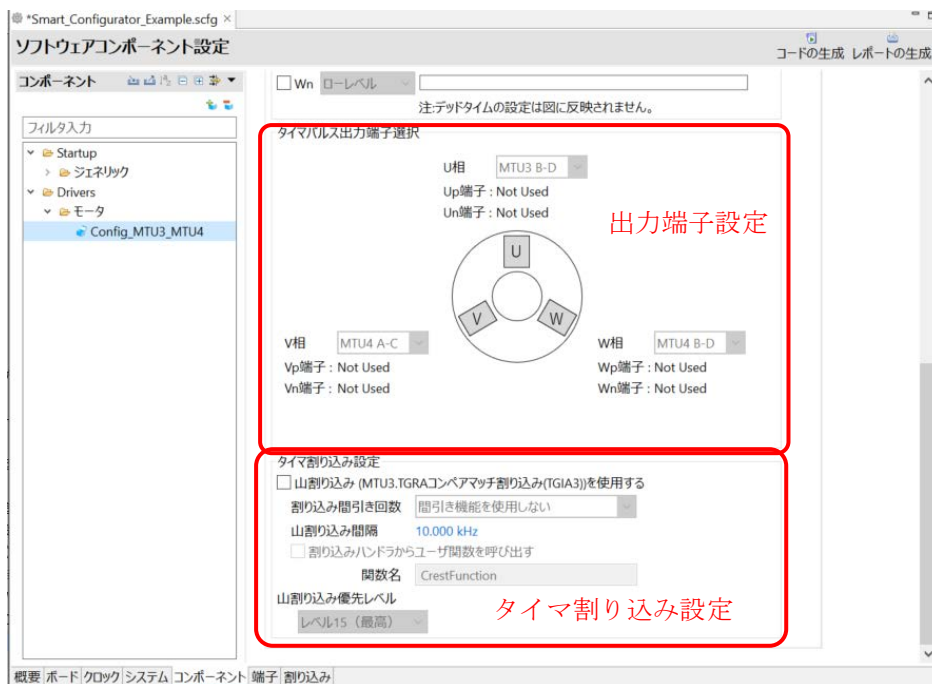 *Smart_Configurator_Example.scfg
ソフトウェアコンポーネント設定
コードの生成 レポートの生成
コンポーネント
フィルタ入力
Startup
ジェネリック
Drivers
モータ
Config_MTU3_MTU4
Wn ローレベル
注:デッドタイムの設定は図に反映されません。
タイマパルス出力端子選択
U相 MTU3 B-D
Up端子 : Not Used
Un端子 : Not Used
出力端子設定
U
V
W
V相 MTU4 A-C
Vp端子 : Not Used
Vn端子 : Not Used
W相 MTU4 B-D
Wp端子 : Not Used
Wn端子 : Not Used
タイマ割り込み設定
山割り込み (MTU3.TGRAコンペアマッチ割り込み(TGIA3))を使用する
割り込み間引き回数 間引き機能を使用しない
山割り込み間隔 10.000 kHz
割り込みハンドラからユーザ関数を呼び出す
関数名 CrestFunction
山割り込み優先レベル
レベル15（最高）
タイマ割り込み設定
概要 ボード クロック システム コンポーネント 端子 割り込み